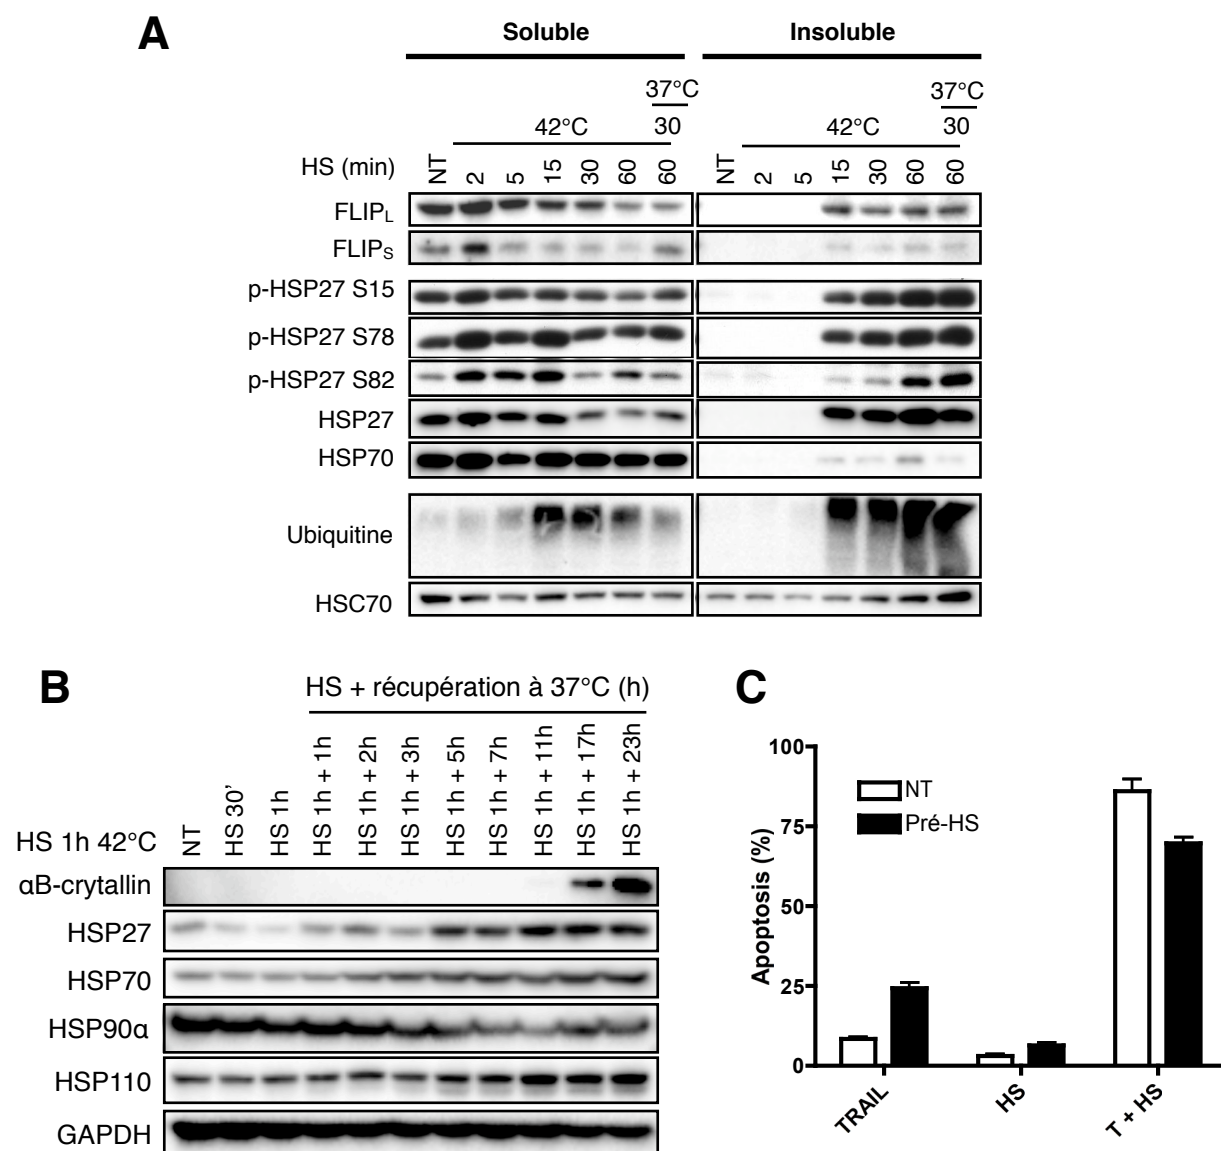 A
Soluble Insoluble
37°C 37°C
42°C 30 42°C 30
HS (min) NT 2 5 15 30 60 60 NT 2 5 15 30 60 60
FLIPL
FLIPS
p-HSP27 S15
p-HSP27 S78
p-HSP27 S82
HSP27
HSP70
Ubiquitine
HSC70
B
HS + récupération à 37°C (h)
HS 1h 42°C NT HS 30' HS 1h HS 1h + 1h HS 1h + 2h HS 1h + 3h HS 1h + 5h HS 1h + 7h HS 1h + 11h HS 1h + 17h HS 1h + 23h
αB-crytallin
HSP27
HSP70
HSP90α
HSP110
GAPDH
C
Apoptosis (%)
100
75
50
25
0
NT
Pré-HS
TRAIL HS T + HS